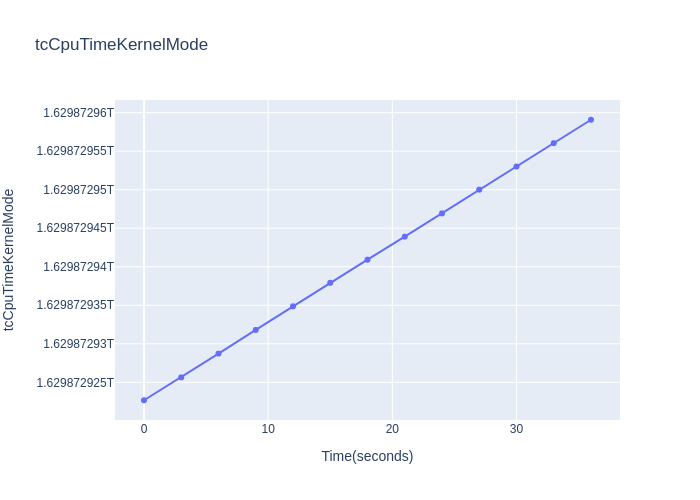 tcCpuTimeKernelMode
1.62987296T
1.629872955T
1.62987295T
1.629872945T
1.62987294T
1.629872935T
1.62987293T
1.629872925T
tcCpuTimeKernelMode
0 10 20 30
Time(seconds)